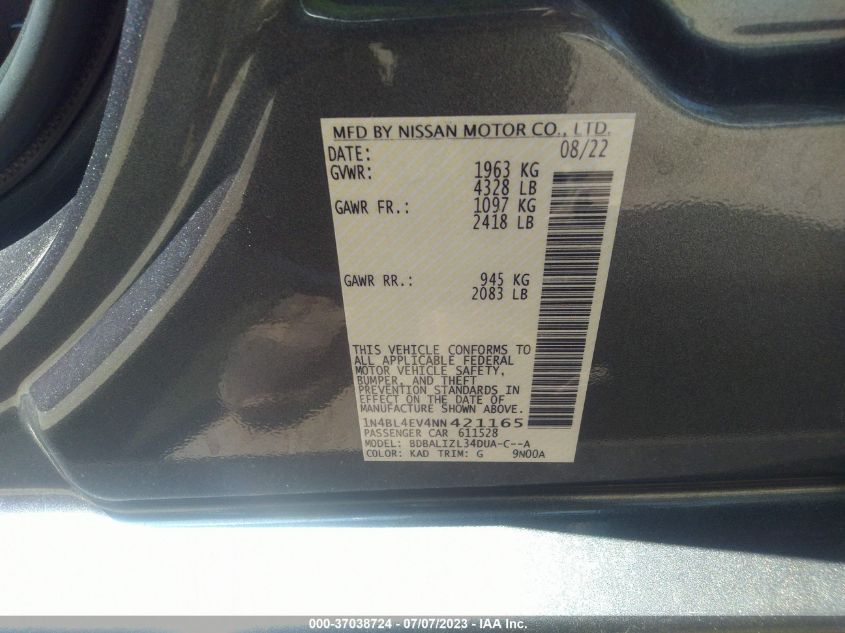 MFD BY NISSAN MOTOR CO., LTD.
DATE: 08/22
GVWR: 1963 KG
4328 LB
GAWR FR.: 1097 KG
2418 LB
GAWR RR.: 945 KG
2083 LB
THIS VEHICLE CONFORMS TO
ALL APPLICABLE FEDERAL
MOTOR VEHICLE SAFETY,
BUMPER, AND THEFT
PREVENTION STANDARDS IN
EFFECT ON THE DATE OF
MANUFACTURE SHOWN ABOVE.
1N4BL4EV4NN421165
PASSENGER CAR 611528
MODEL: BDBALIZL34DUA-C--A
COLOR: KAD TRIM: G 9N00A
000-37038724 - 07/07/2023 - IAA Inc.